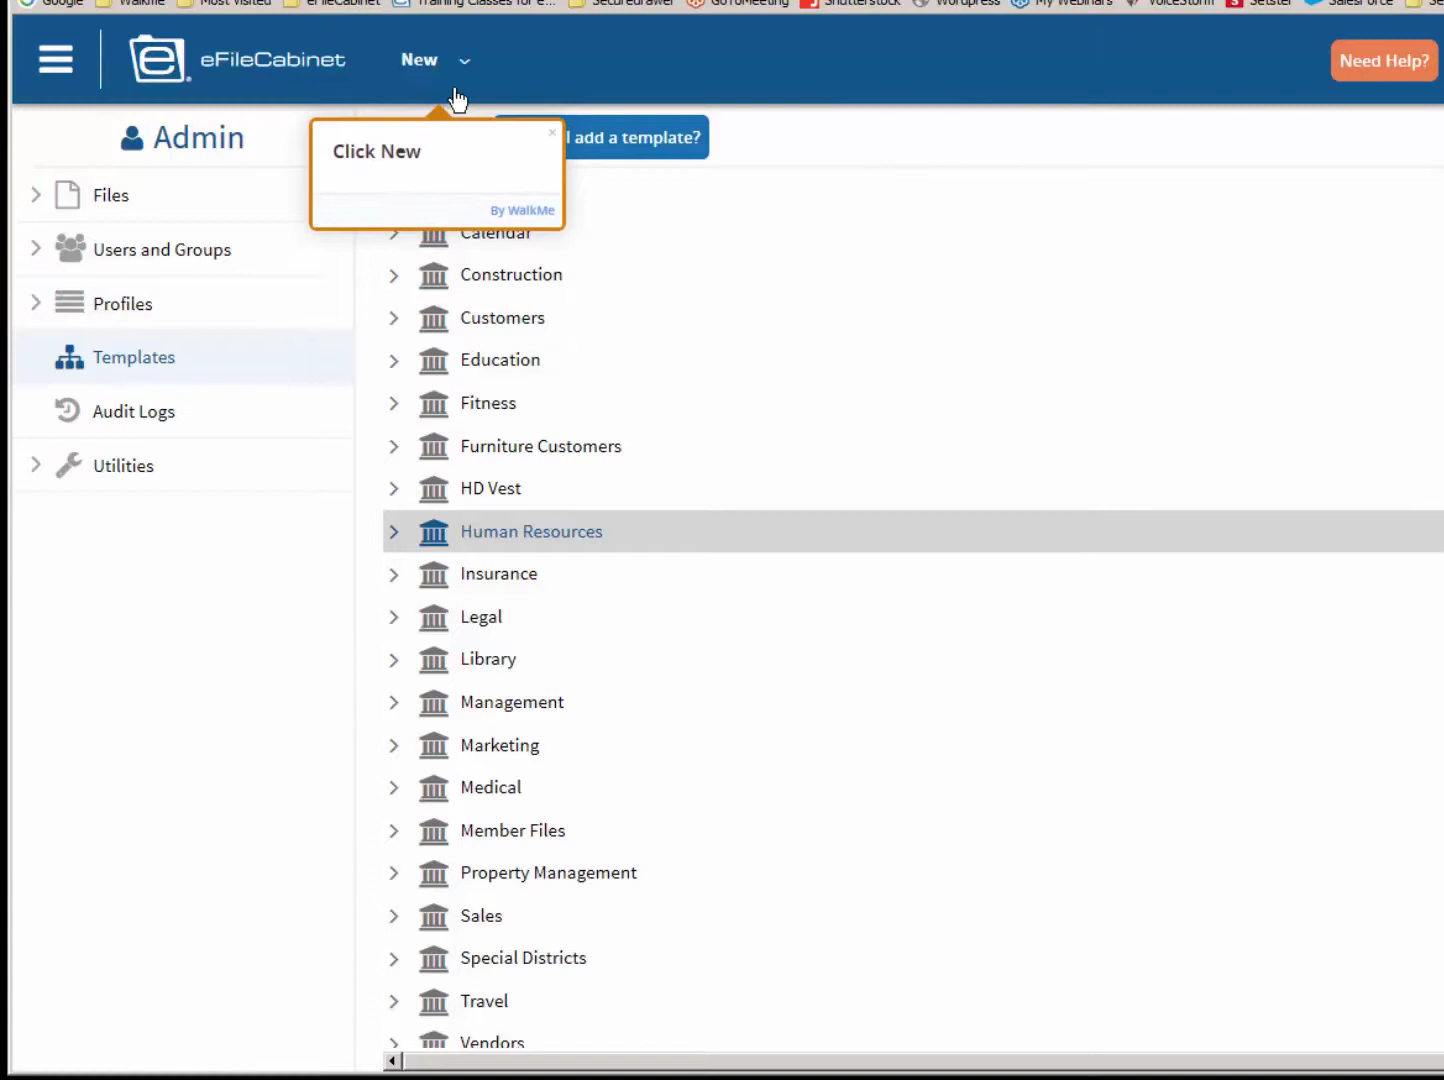 Google Walkme Most Visited eFileCabinet Training Classes for e... SecureDrawer GoToMeeting Shutterstock Wordpress My Webinars VoiceStorm Setster SalesForce
eFileCabinet New Need Help?
Admin
I add a template?
Click New
By WalkMe
Files
Users and Groups
Profiles
Templates
Audit Logs
Utilities
Calendar
Construction
Customers
Education
Fitness
Furniture Customers
HD Vest
Human Resources
Insurance
Legal
Library
Management
Marketing
Medical
Member Files
Property Management
Sales
Special Districts
Travel
Vendors